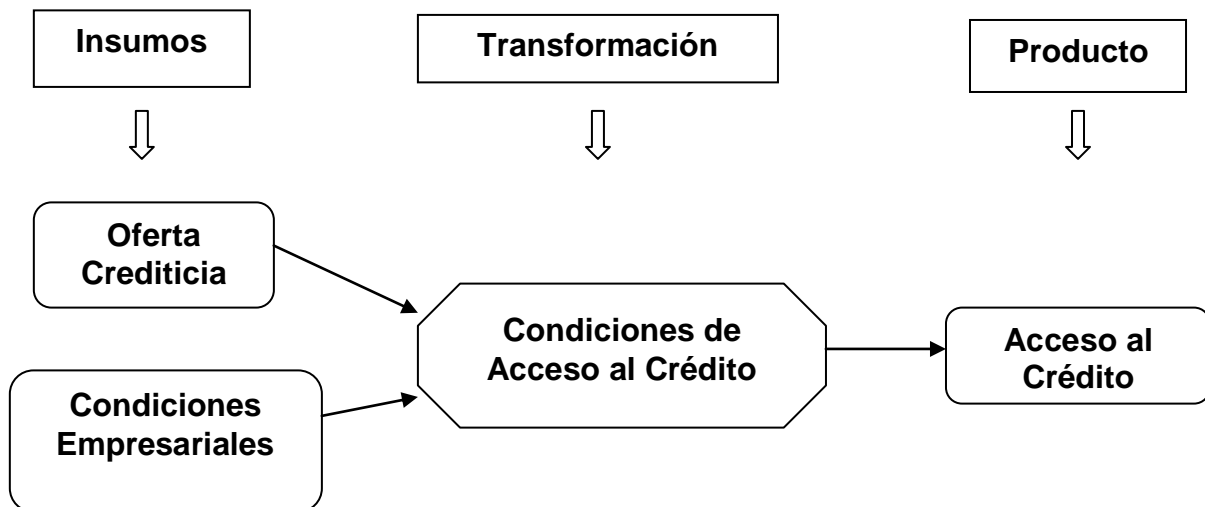 Insumos
Transformación
Producto
Oferta
Crediticia
Condiciones de
Acceso al Crédito
Acceso al
Crédito
Condiciones
Empresariales